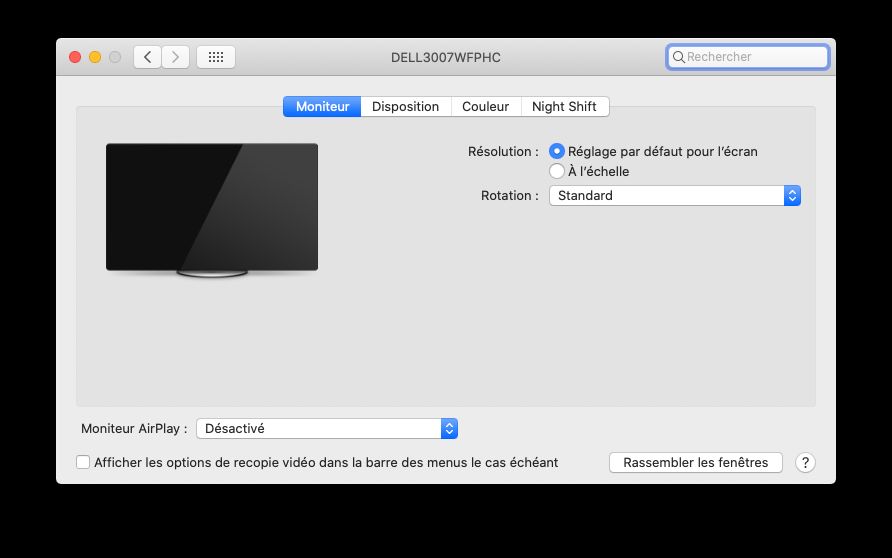 DELL3007WFPHC
Rechercher
Moniteur Disposition Couleur Night Shift
Résolution : Réglage par défaut pour l’écran
À l’échelle
Rotation : Standard
Moniteur AirPlay : Désactivé
Afficher les options de recopie vidéo dans la barre des menus le cas échéant
Rassembler les fenêtres
?